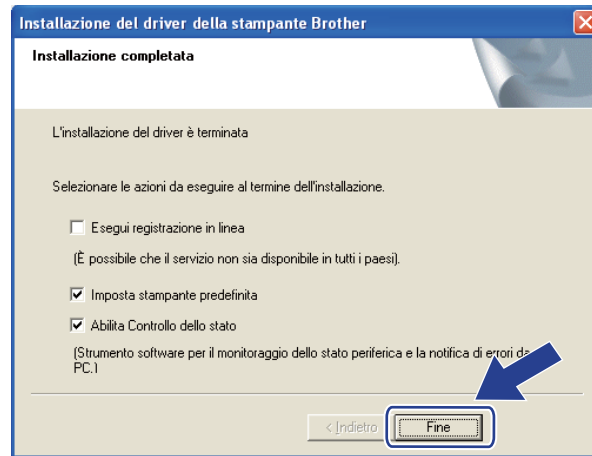 Installazione del driver della stampante Brother
Installazione completata
L'installazione del driver è terminata
Selezionare le azioni da eseguire al termine dell'installazione.
Esegui registrazione in linea
(È possibile che il servizio non sia disponibile in tutti i paesi).
Imposta stampante predefinita
Abilita Controllo dello stato
(Strumento software per il monitoraggio dello stato periferica e la notifica di errori da
PC.)
< Indietro Fine